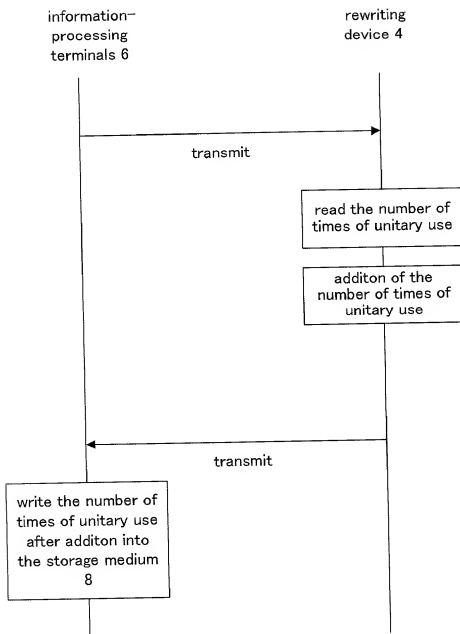 information-
processing
terminals 6
rewriting
device 4
transmit
read the number of
times of unitary use
additon of the
number of times of
unitary use
transmit
write the number of
times of unitary use
after additon into
the storage medium
8